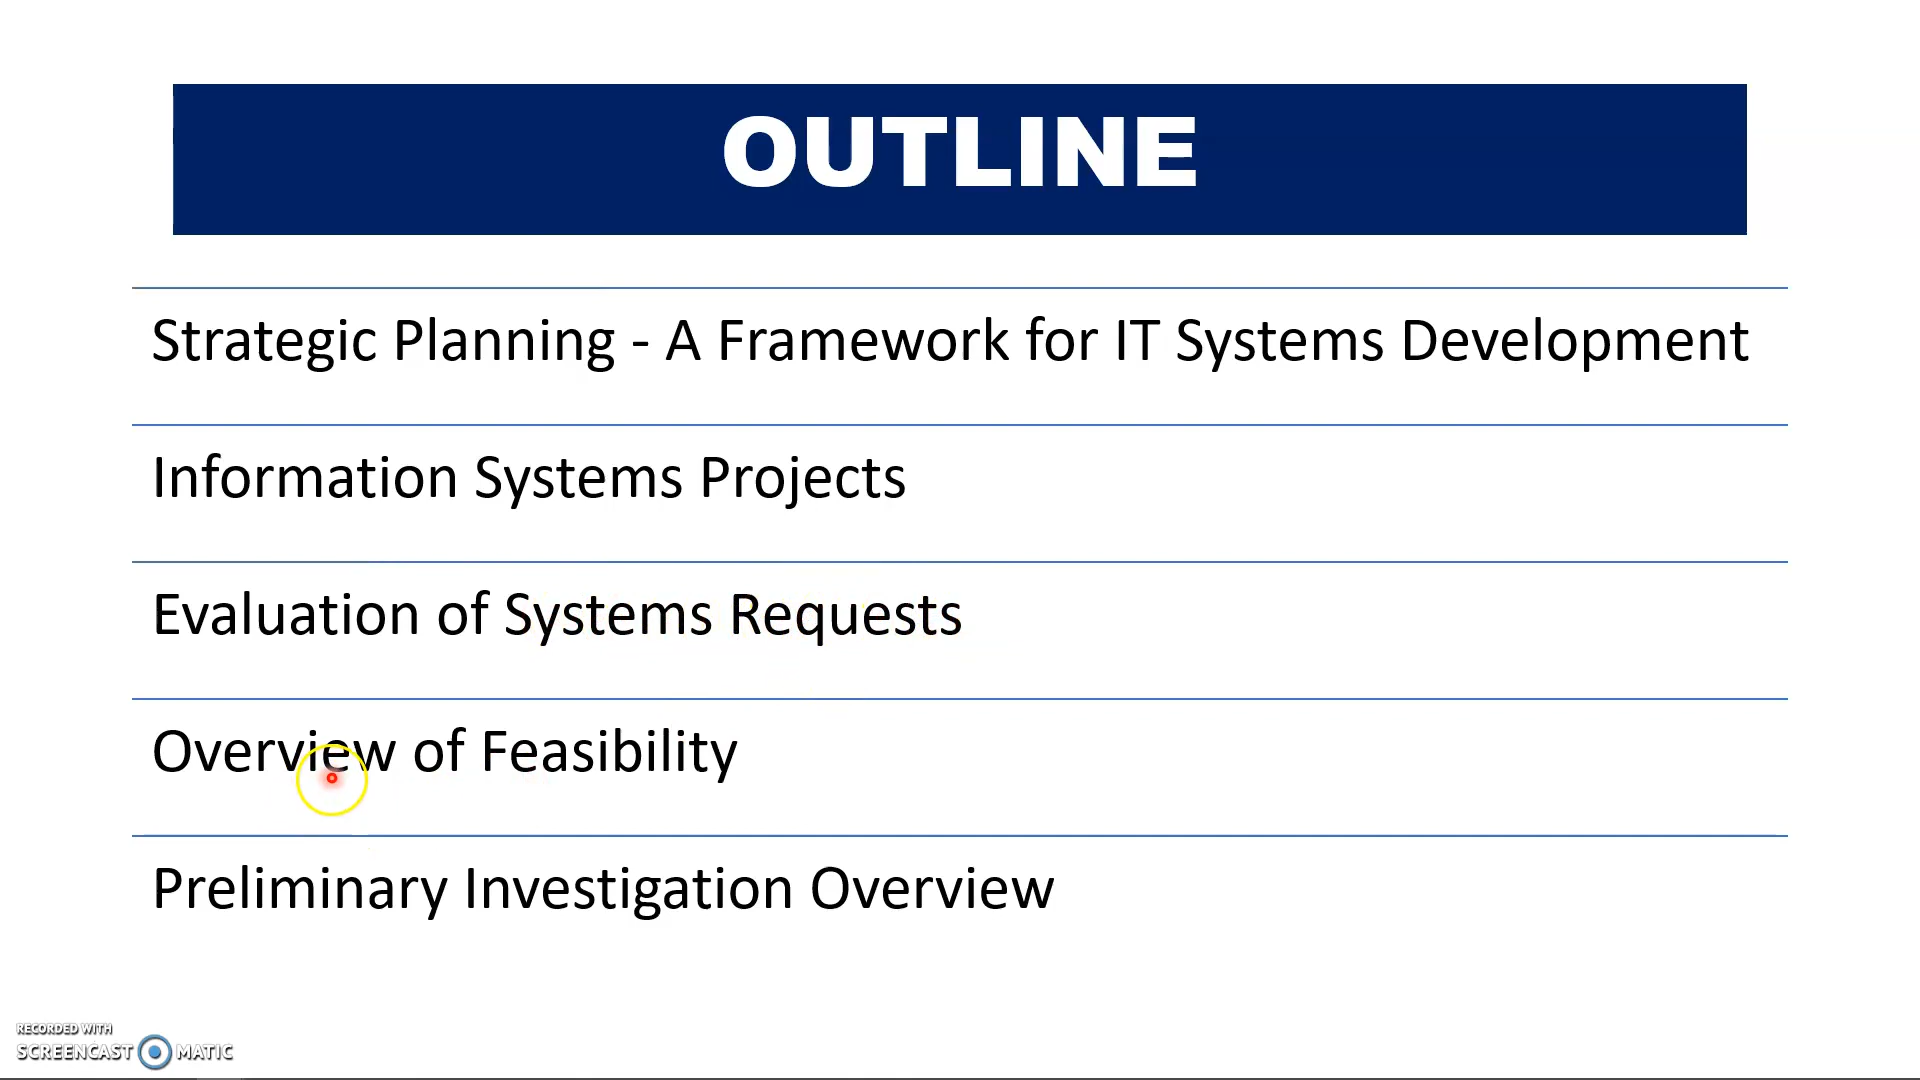 OUTLINE
Strategic Planning - A Framework for IT Systems Development
Information Systems Projects
Evaluation of Systems Requests
Overview of Feasibility
Preliminary Investigation Overview
RECORDED WITH
SCREENCAST MATIC